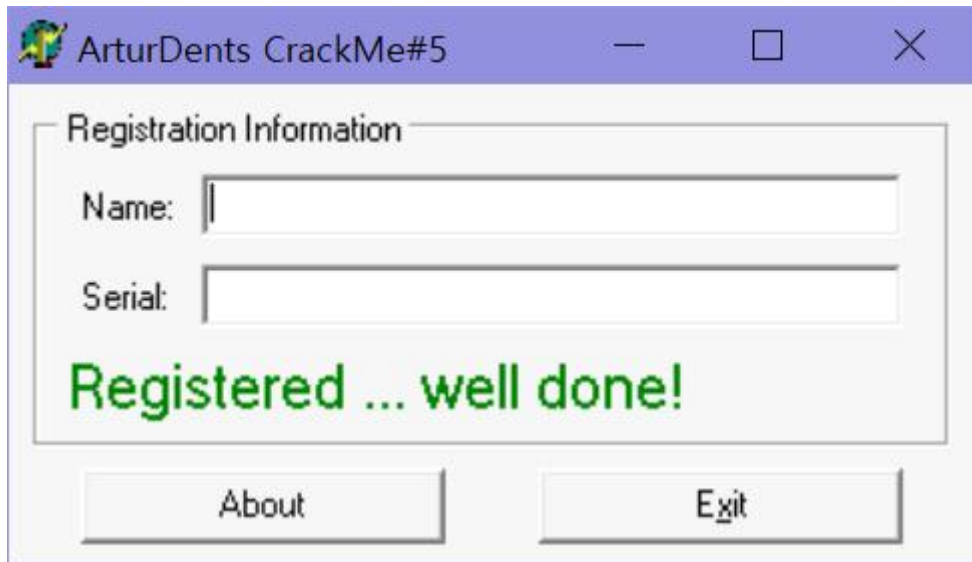 ArturDents CrackMe#5
Registration Information
Name:
Serial:
Registered ... well done!
About Exit